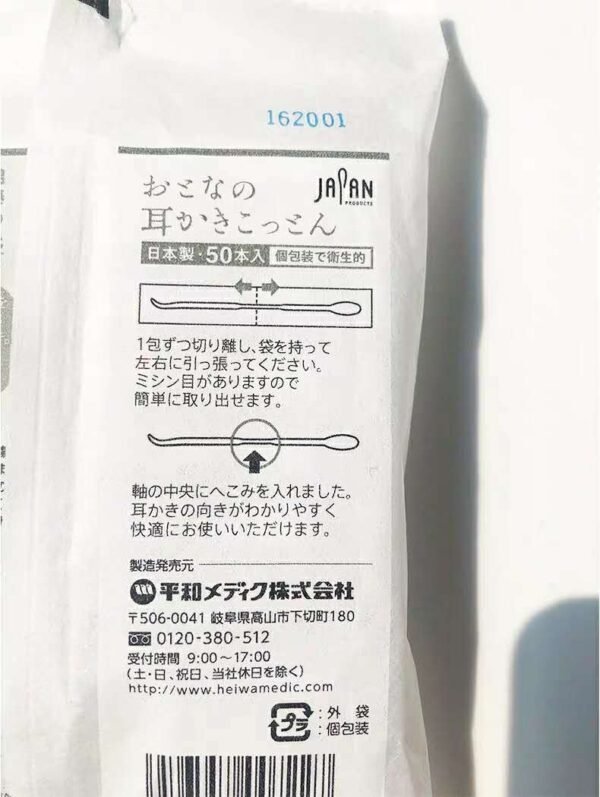 162001
おとなの
耳かきこっとん
JAPAN
PRODUCTS
日本製・50本入 個包装で衛生的
1包ずつ切り離し、袋を持って
左右に引っ張ってください。
ミシン目がありますので
簡単に取り出せます。
軸の中央にへこみを入れました。
耳かきの向きがわかりやすく
快適にお使いいただけます。
製造発売元
平和メディク株式会社
〒506-0041 岐阜県高山市下切町180
0120-380-512
受付時間 9:00~17:00
(土・日、祝日、当社休日を除く)
http://www.heiwamedic.com
プラ :外 袋
:個包装